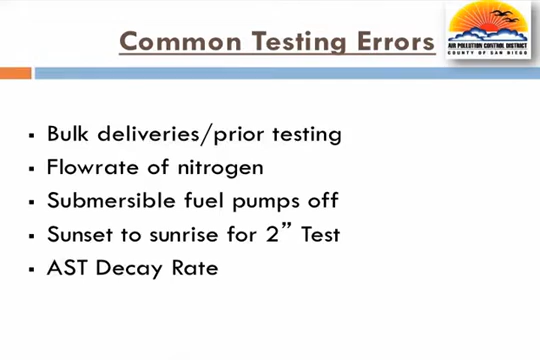 Common Testing Errors
AIR POLLUTION CONTROL DISTRICT
COUNTY OF SAN DIEGO
▪ Bulk deliveries/prior testing
▪ Flowrate of nitrogen
▪ Submersible fuel pumps off
▪ Sunset to sunrise for 2” Test
▪ AST Decay Rate